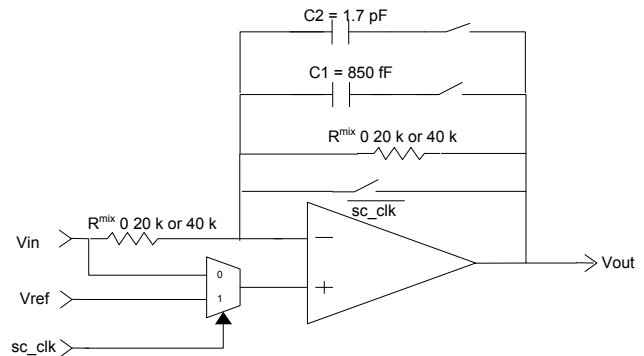 C2 = 1.7 pF
C1 = 850 fF
Rᵐⁱˣ 0 20 k or 40 k
sc_clk
Rᵐⁱˣ 0 20 k or 40 k
Vin
0
Vref
1
sc_clk
−
+
Vout